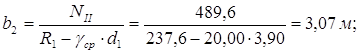 b₂ = N_II / (R₁ − γ_ср · d₁) = 489,6 / (237,6 − 20,00 · 3,90) = 3,07 м;